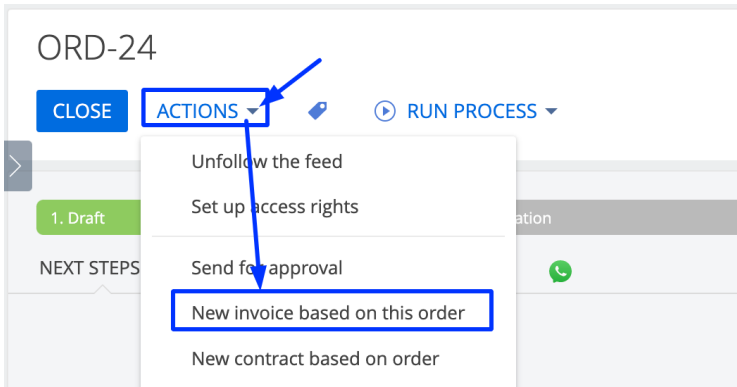 ORD-24
CLOSE
ACTIONS
RUN PROCESS
Unfollow the feed
Set up access rights
1. Draft
ation
NEXT STEPS
Send for approval
New invoice based on this order
New contract based on order